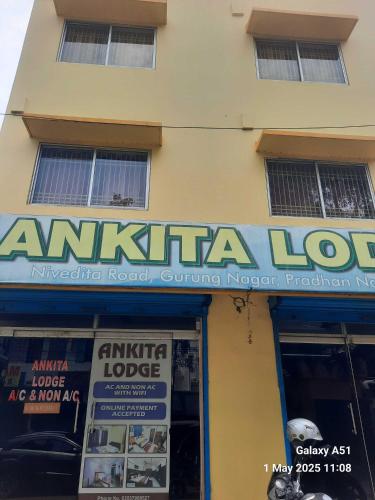 ANKITA LOD
Nivedita Road, Gurung Nagar, Pradhan Na
ANKITA
LODGE
A/C & NON A/C
ANKITA
LODGE
AC AND NON AC
WITH WIFI
ONLINE PAYMENT
ACCEPTED
Galaxy A51
1 May 2025 11:08